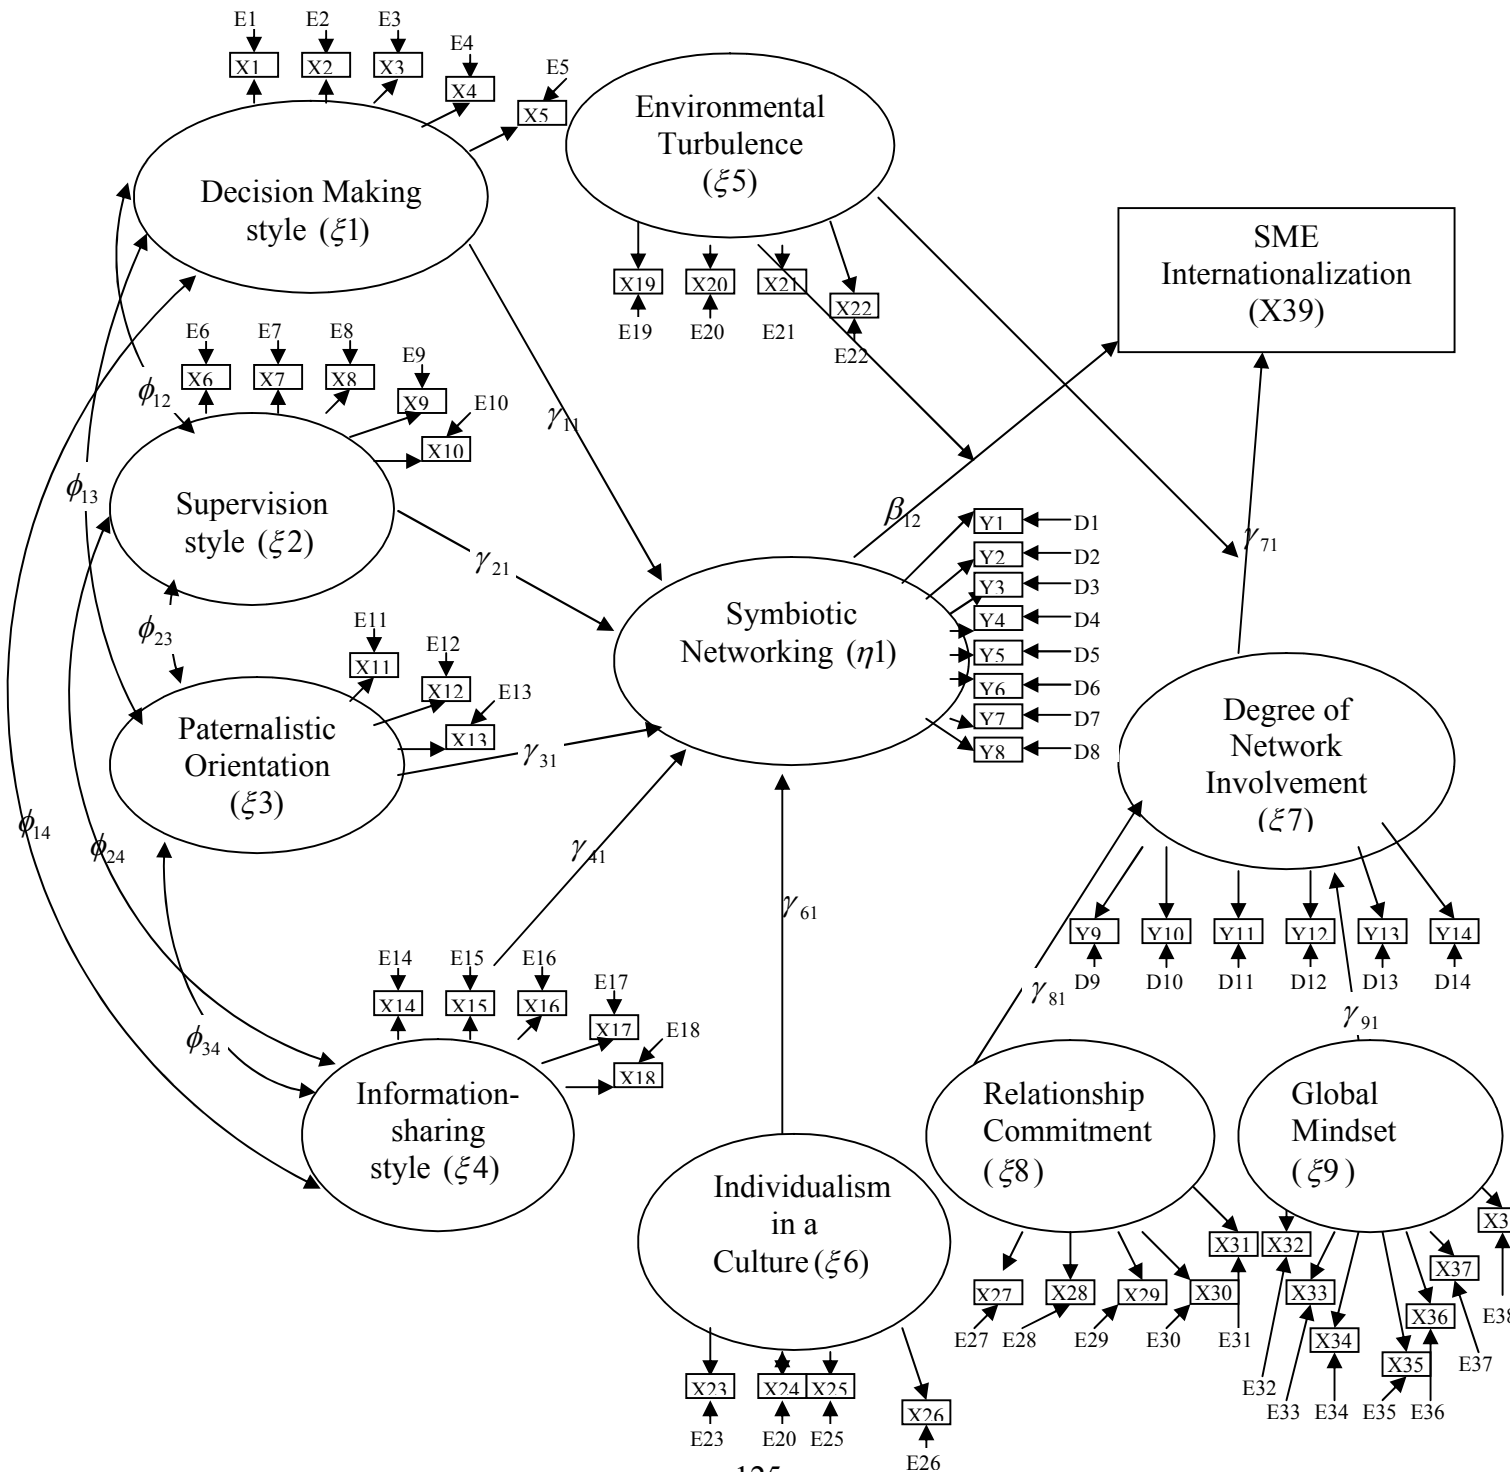 E1
E2
E3
E4
E5
X1
X2
X3
X4
X5
Decision Making
style (ξ1)
Environmental
Turbulence
(ξ5)
X19
X20
X21
X22
E19
E20
E21
E22
SME
Internationalization
(X39)
E6
E7
E8
E9
E10
X6
X7
X8
X9
X10
Supervision
style (ξ2)
ϕ12
ϕ13
ϕ23
ϕ14
ϕ24
ϕ34
γ11
γ21
γ31
γ41
γ61
β12
γ71
E11
E12
E13
X11
X12
X13
Paternalistic
Orientation
(ξ3)
Symbiotic
Networking (η1)
Y1
D1
Y2
D2
Y3
D3
Y4
D4
Y5
D5
Y6
D6
Y7
D7
Y8
D8
Degree of
Network
Involvement
(ξ7)
Y9
Y10
Y11
Y12
Y13
Y14
D9
D10
D11
D12
D13
D14
γ81
γ91
E14
E15
E16
E17
E18
X14
X15
X16
X17
X18
Information-
sharing
style (ξ4)
Individualism
in a
Culture (ξ6)
X23
X24
X25
X26
E23
E20
E25
E26
Relationship
Commitment
(ξ8)
X27
X28
X29
X30
X31
E27
E28
E29
E30
E31
Global
Mindset
(ξ9)
X32
X33
X34
X35
X36
X37
X3
E32
E33
E34
E35
E36
E37
E38
125